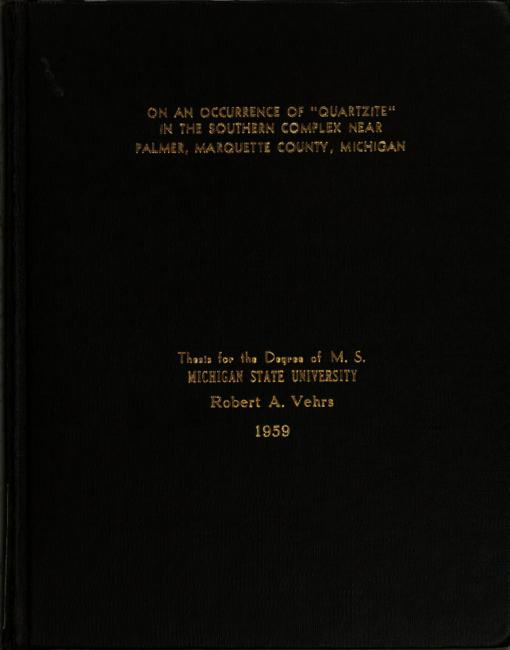 ON AN OCCURRENCE OF "QUARTZITE"
IN THE SOUTHERN COMPLEX NEAR
PALMER, MARQUETTE COUNTY, MICHIGAN
Thesis for the Degree of M. S.
MICHIGAN STATE UNIVERSITY
Robert A. Vehrs
1959